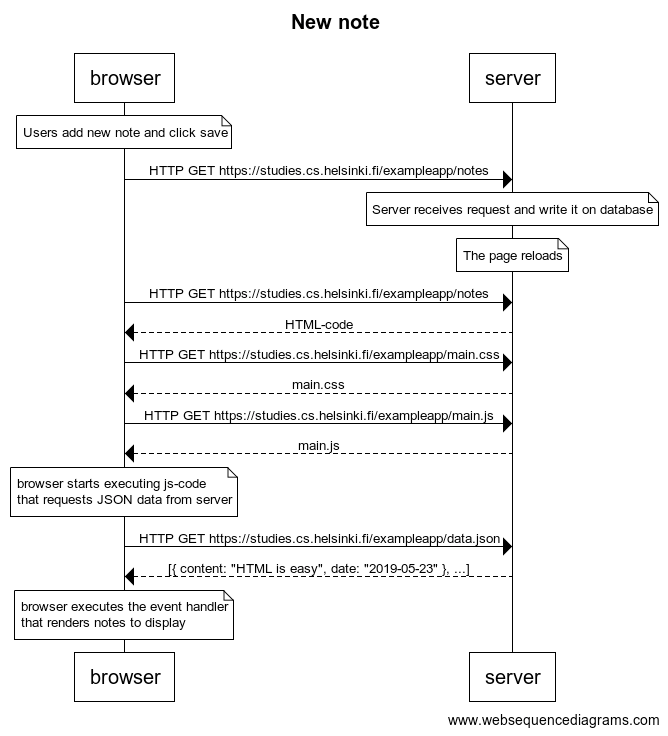 New note
browser
server
Users add new note and click save
HTTP GET https://studies.cs.helsinki.fi/exampleapp/notes
Server receives request and write it on database
The page reloads
HTTP GET https://studies.cs.helsinki.fi/exampleapp/notes
HTML-code
HTTP GET https://studies.cs.helsinki.fi/exampleapp/main.css
main.css
HTTP GET https://studies.cs.helsinki.fi/exampleapp/main.js
main.js
browser starts executing js-code
that requests JSON data from server
HTTP GET https://studies.cs.helsinki.fi/exampleapp/data.json
[{ content: "HTML is easy", date: "2019-05-23" }, ...]
browser executes the event handler
that renders notes to display
browser
server
www.websequencediagrams.com